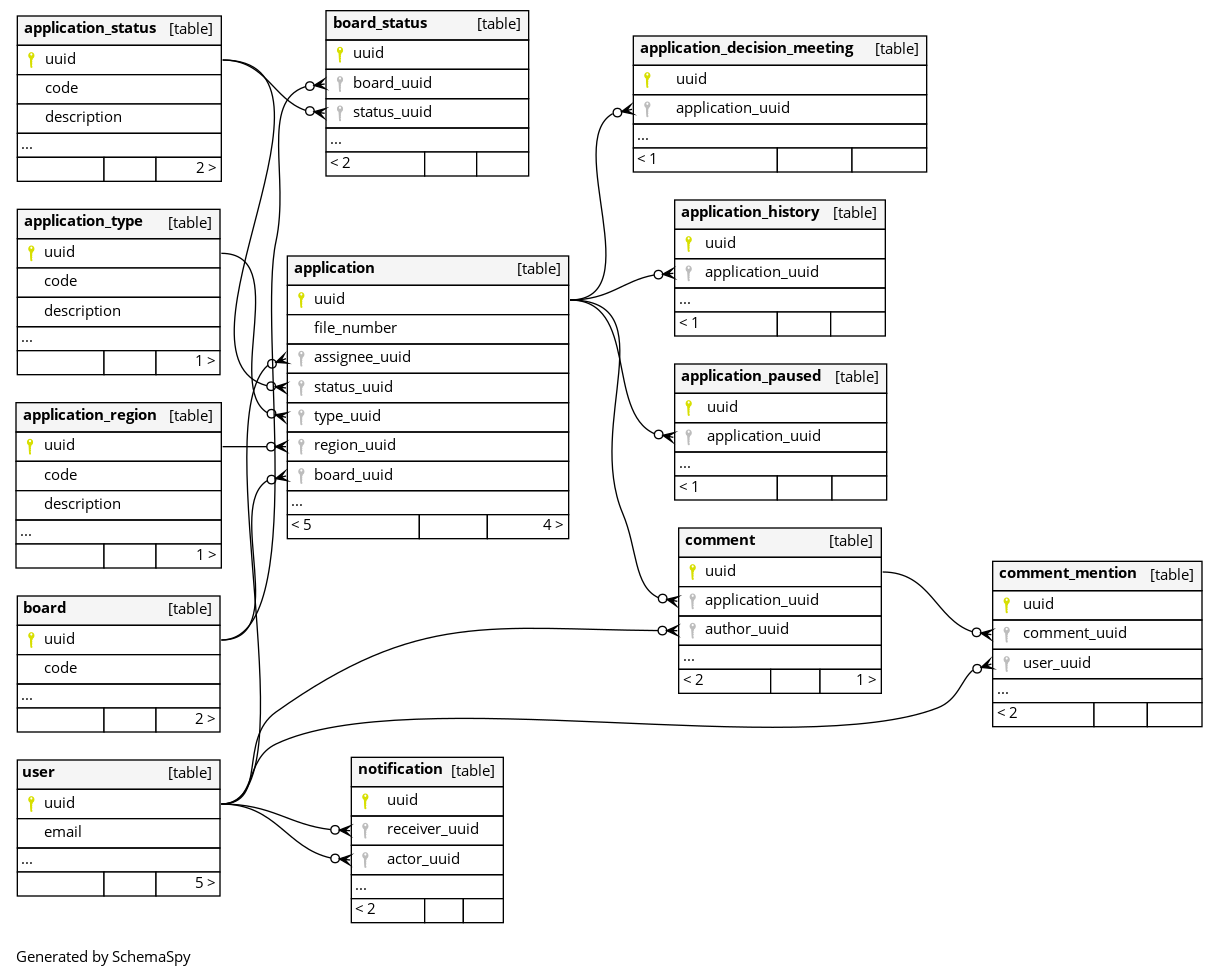 application_status [table]
uuid
code
description
...
2 >
board_status [table]
uuid
board_uuid
status_uuid
...
< 2
application_decision_meeting [table]
uuid
application_uuid
...
< 1
application_type [table]
uuid
code
description
...
1 >
application [table]
uuid
file_number
assignee_uuid
status_uuid
type_uuid
region_uuid
board_uuid
...
< 5 4 >
application_history [table]
uuid
application_uuid
...
< 1
application_paused [table]
uuid
application_uuid
...
< 1
application_region [table]
uuid
code
description
...
1 >
comment [table]
uuid
application_uuid
author_uuid
...
< 2 1 >
comment_mention [table]
uuid
comment_uuid
user_uuid
...
< 2
board [table]
uuid
code
...
2 >
user [table]
uuid
email
...
5 >
notification [table]
uuid
receiver_uuid
actor_uuid
...
< 2
Generated by SchemaSpy